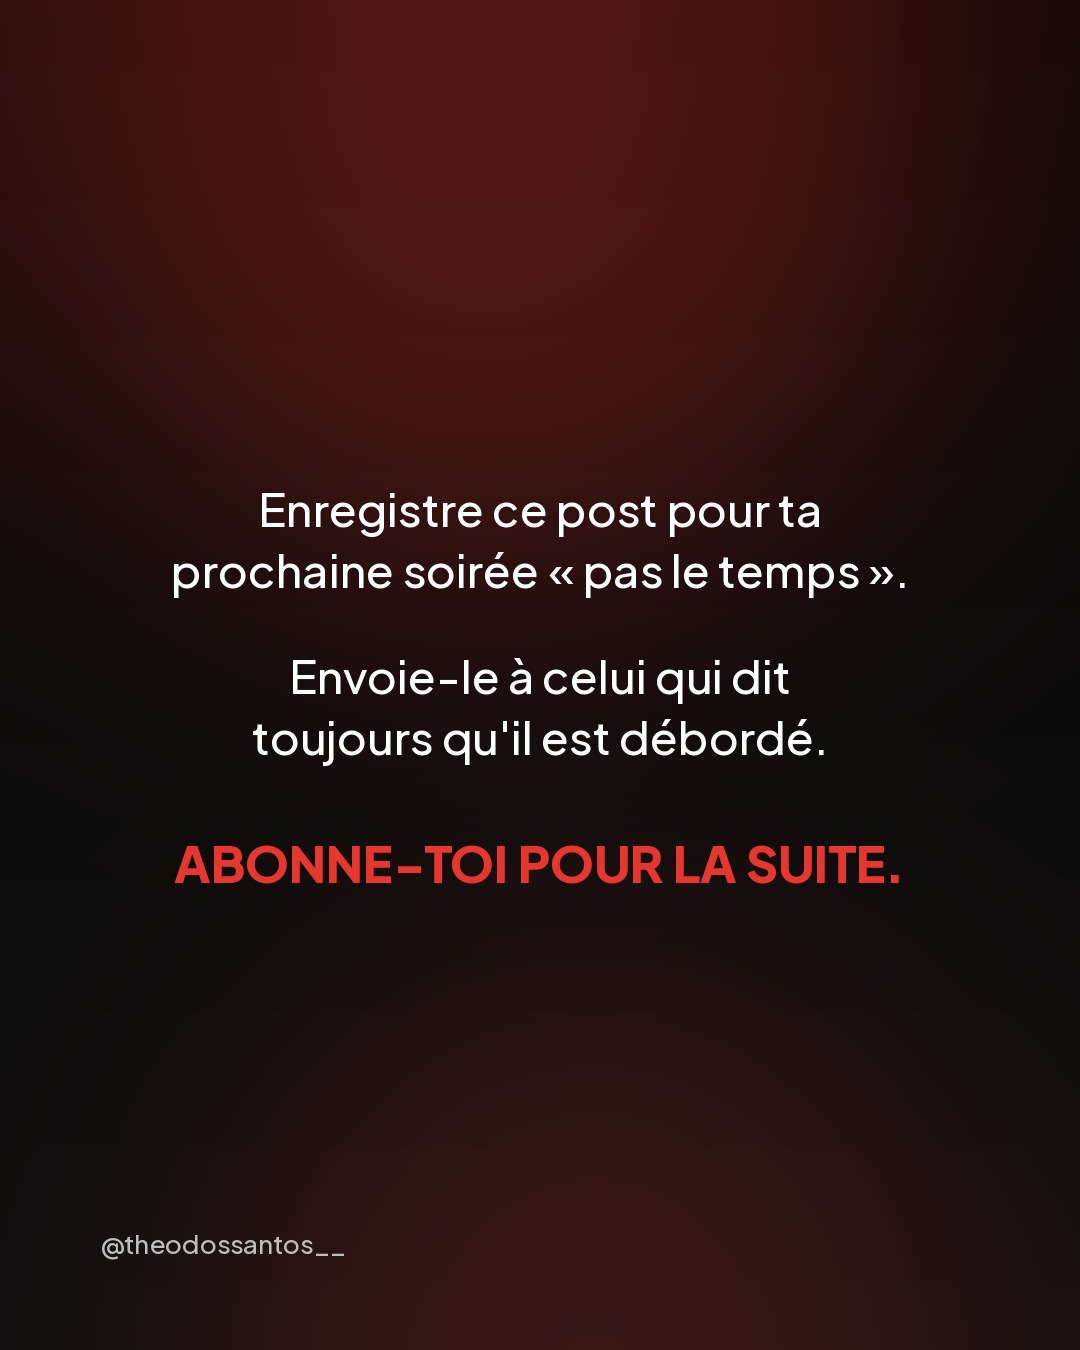 Enregistre ce post pour ta
prochaine soirée « pas le temps ».
Envoie-le à celui qui dit
toujours qu'il est débordé.
ABONNE-TOI POUR LA SUITE.
@theodossantos__